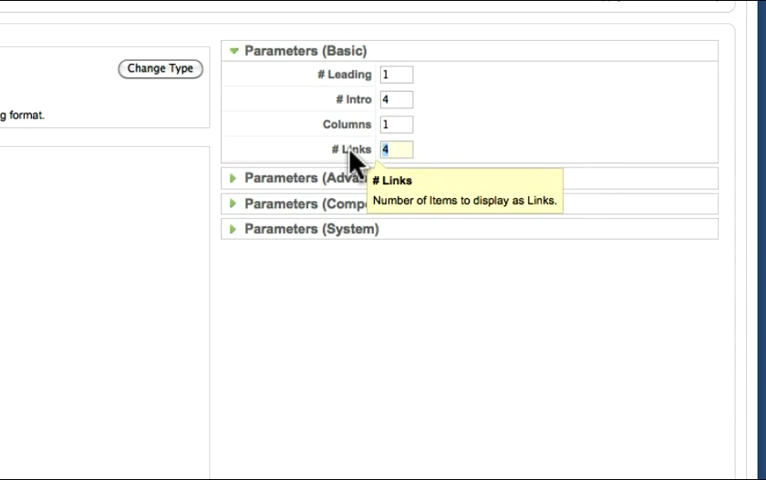 Parameters (Basic)
Change Type
# Leading 1
# Intro 4
g format.
Columns 1
# Links 4
Parameters (Adva
# Links
Number of Items to display as Links.
Parameters (Compo
Parameters (System)